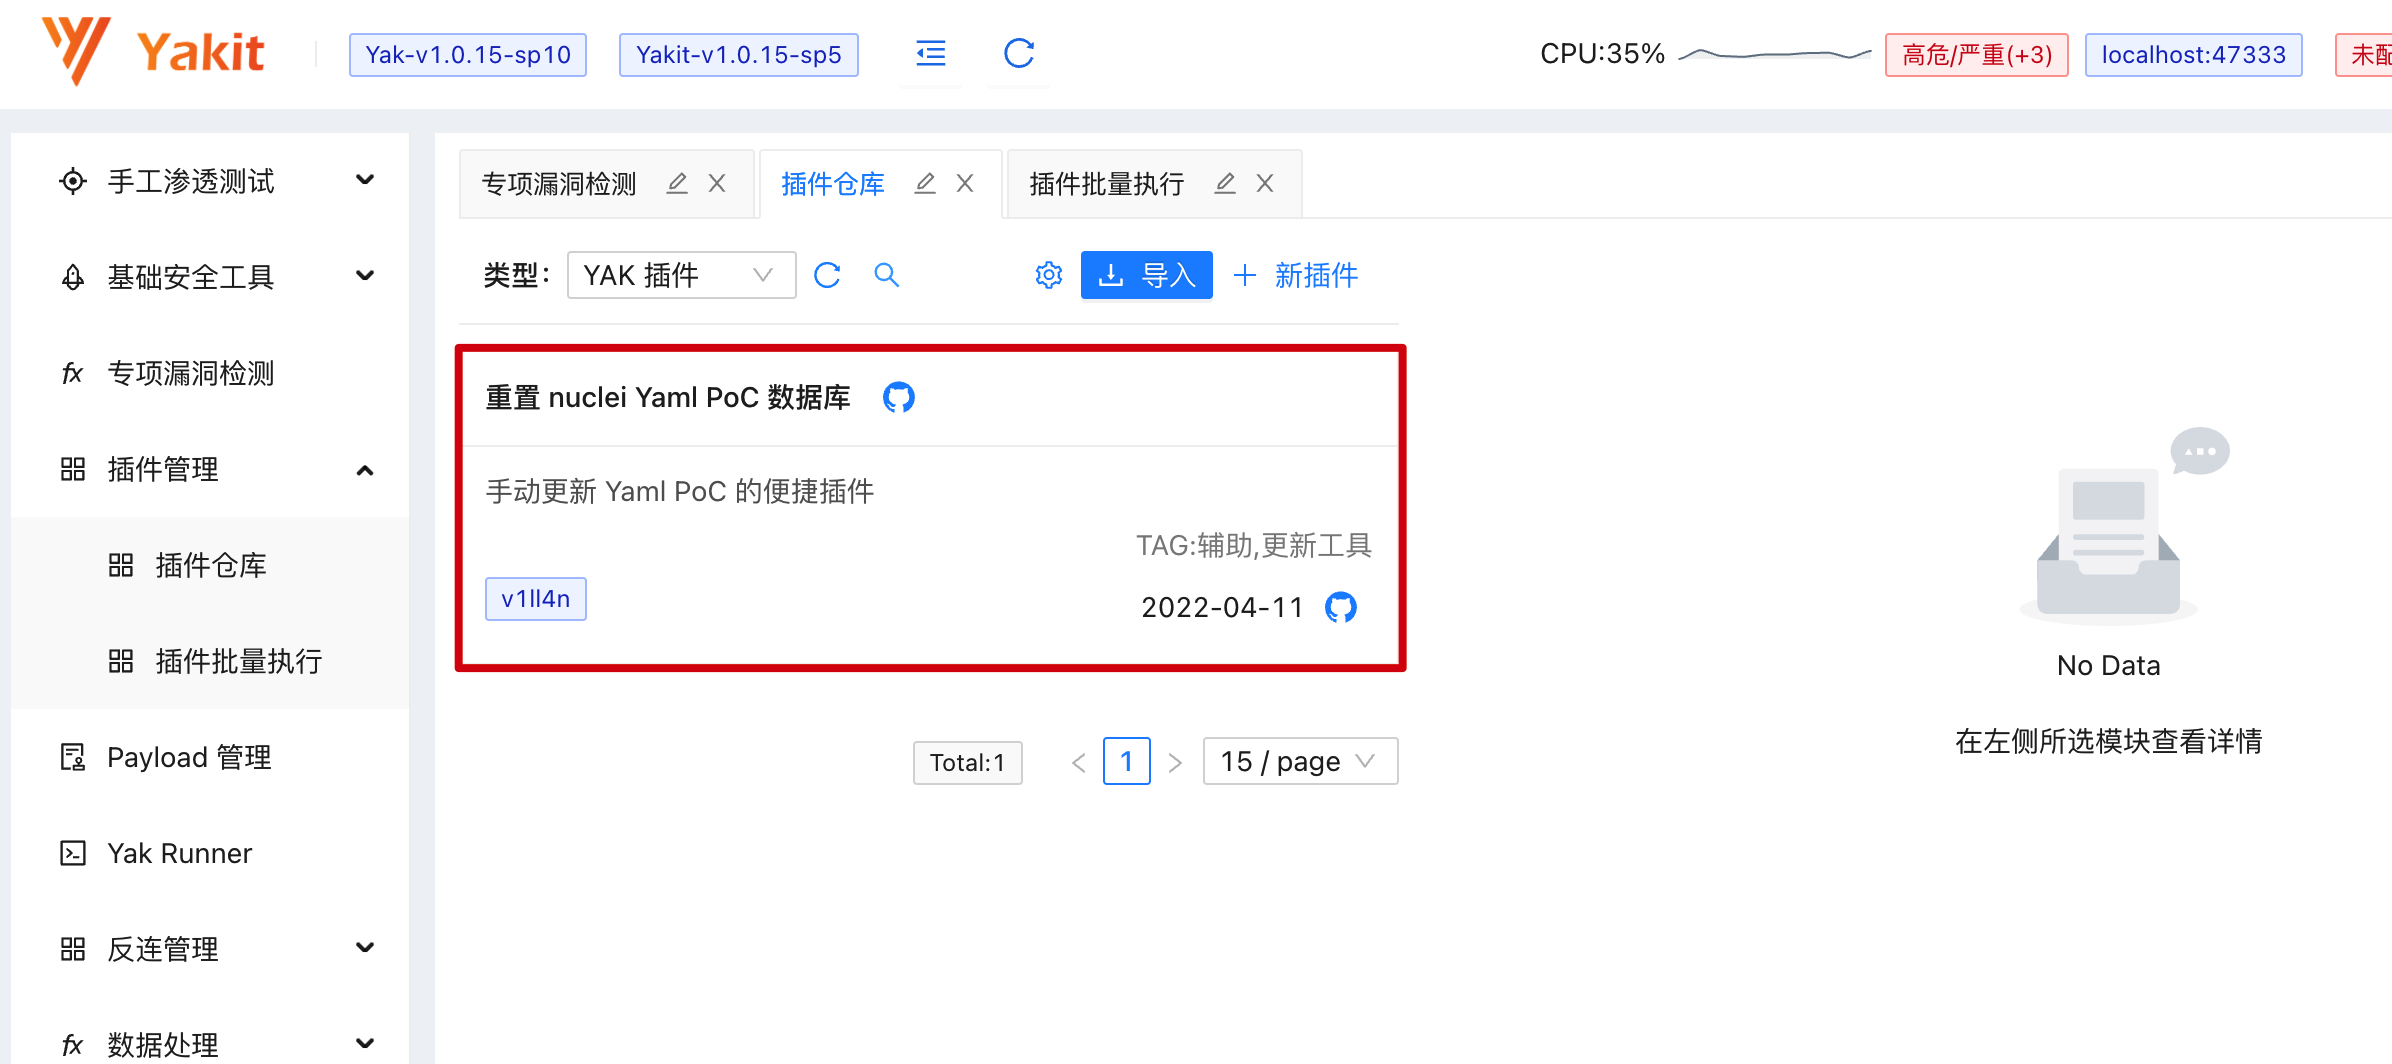 Yakit
Yak-v1.0.15-sp10
Yakit-v1.0.15-sp5
CPU:35%
高危/严重(+3)
localhost:47333
未配
手工渗透测试
基础安全工具
专项漏洞检测
插件管理
插件仓库
插件批量执行
Payload 管理
Yak Runner
反连管理
数据处理
专项漏洞检测
插件仓库
插件批量执行
类型：
YAK 插件
导入
新插件
重置 nuclei Yaml PoC 数据库
手动更新 Yaml PoC 的便捷插件
TAG:辅助,更新工具
v1ll4n
2022-04-11
Total:1
1
15 / page
No Data
在左侧所选模块查看详情